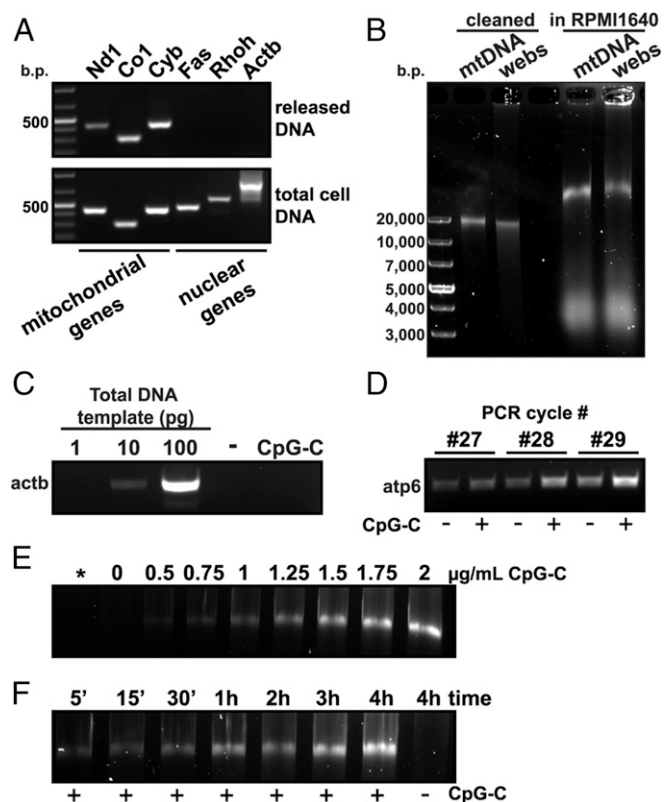 A
b.p.
Nd1 Co1 Cyb Fas Rhoh Actb
500
released DNA
500
total cell DNA
mitochondrial genes
nuclear genes
B
cleaned in RPMI1640
b.p. mtDNA webs mtDNA webs
20,000
10,000
7,000
5,000
4,000
3,000
C
Total DNA
template (pg)
1 10 100 - CpG-C
actb
D
PCR cycle #
#27 #28 #29
atp6
CpG-C - + - + - +
E
* 0 0.5 0.75 1 1.25 1.5 1.75 2 µg/mL CpG-C
F
5' 15' 30' 1h 2h 3h 4h 4h time
+ + + + + + + - CpG-C